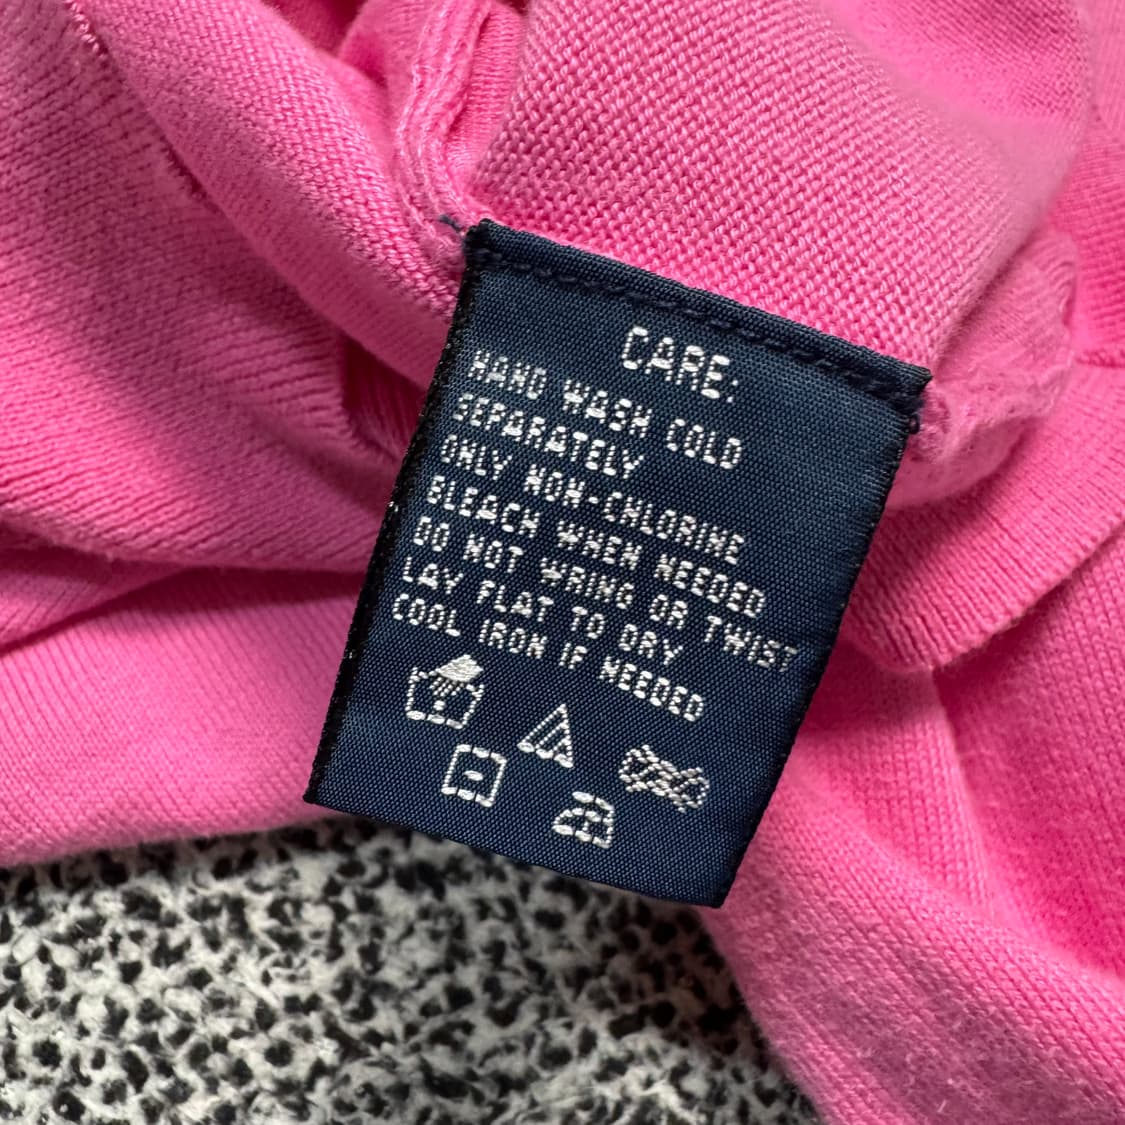 CARE:
HAND WASH COLD
SEPARATELY
ONLY NON-CHLORINE
BLEACH WHEN NEEDED
DO NOT WRING OR TWIST
LAY FLAT TO DRY
COOL IRON IF NEEDED